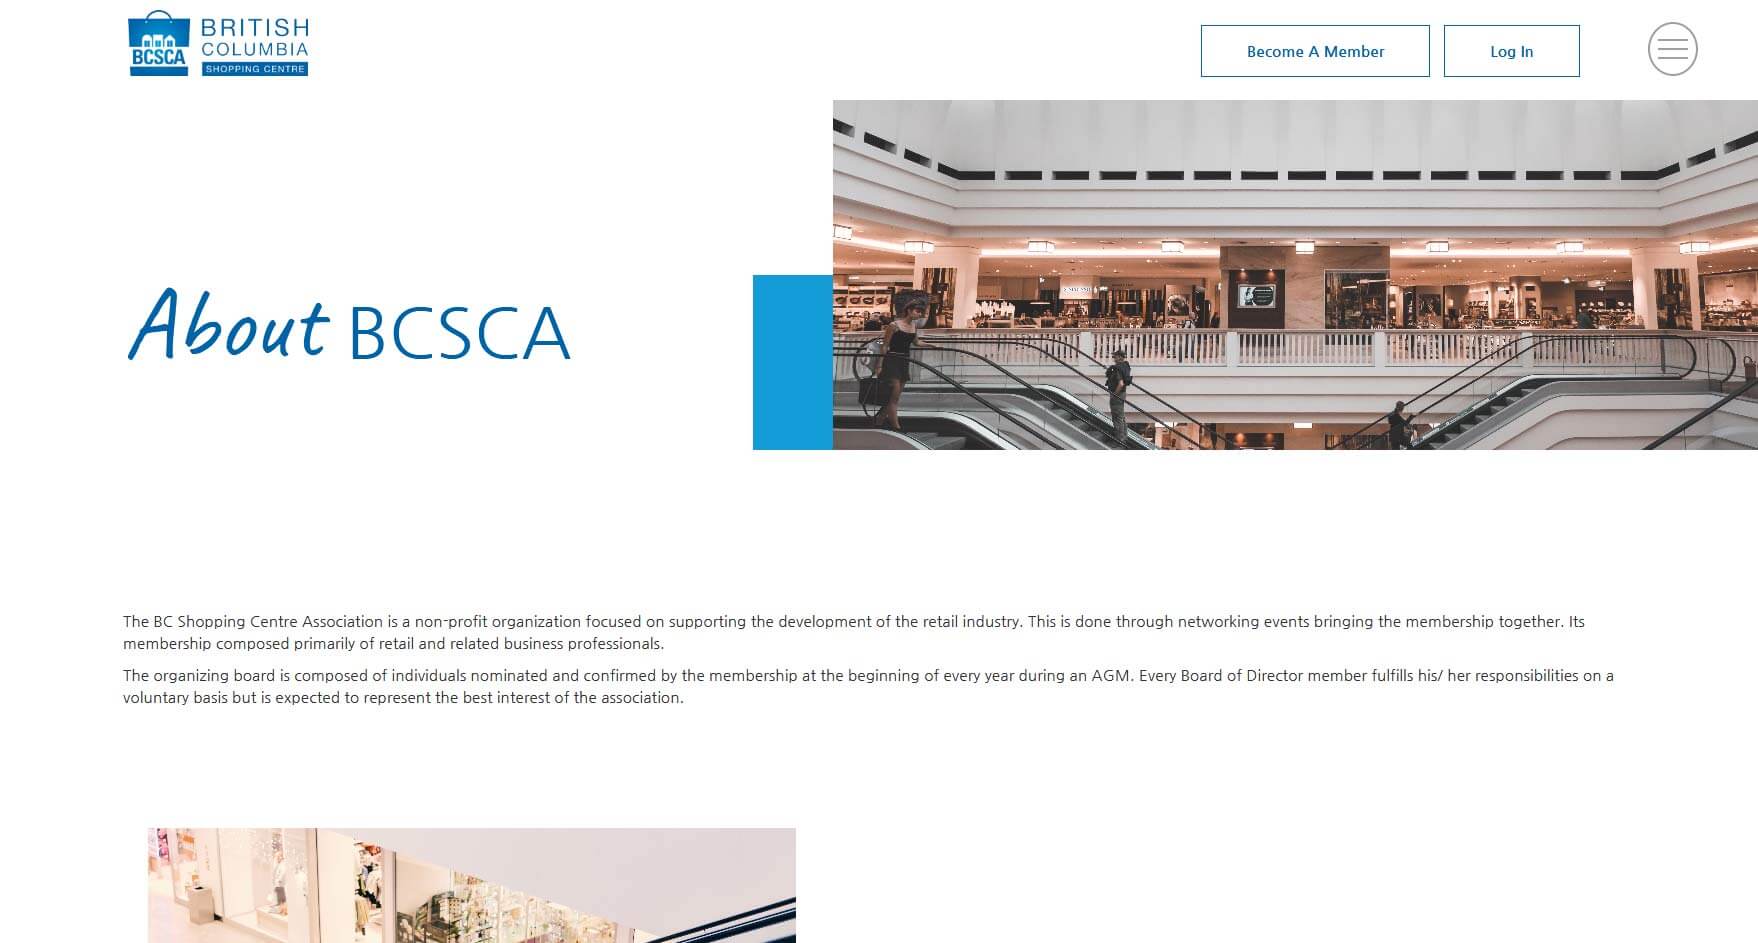 BCSCA
BRITISH
COLUMBIA
SHOPPING CENTRE
Become A Member
Log In
About BCSCA
The BC Shopping Centre Association is a non-profit organization focused on supporting the development of the retail industry. This is done through networking events bringing the membership together. Its
membership composed primarily of retail and related business professionals.
The organizing board is composed of individuals nominated and confirmed by the membership at the beginning of every year during an AGM. Every Board of Director member fulfills his/ her responsibilities on a
voluntary basis but is expected to represent the best interest of the association.